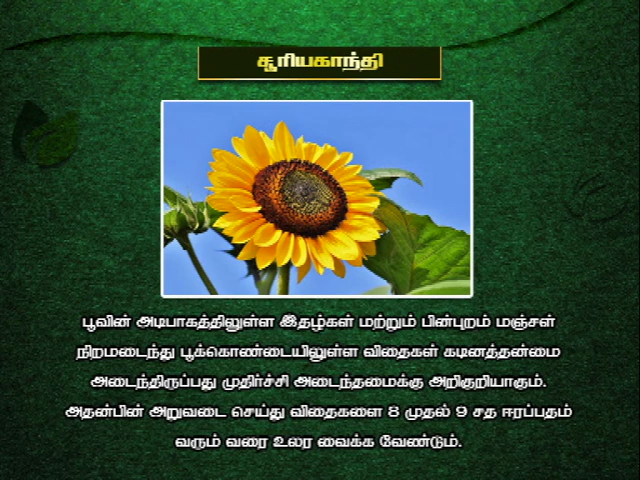 சூரியகாந்தி
பூவின் அடிபாகத்திலுள்ள இதழ்கள் மற்றும் பின்புறம் மஞ்சள்
நிறமடைந்து பூக்கொண்டையிலுள்ள விதைகள் கடினத்தன்மை
அடைந்திருப்பது முதிர்ச்சி அடைந்தமைக்கு அறிகுறியாகும்.
அதன்பின் அறுவடை செய்து விதைகளை 8 முதல் 9 சத ஈரப்பதம்
வரும் வரை உலர வைக்க வேண்டும்.